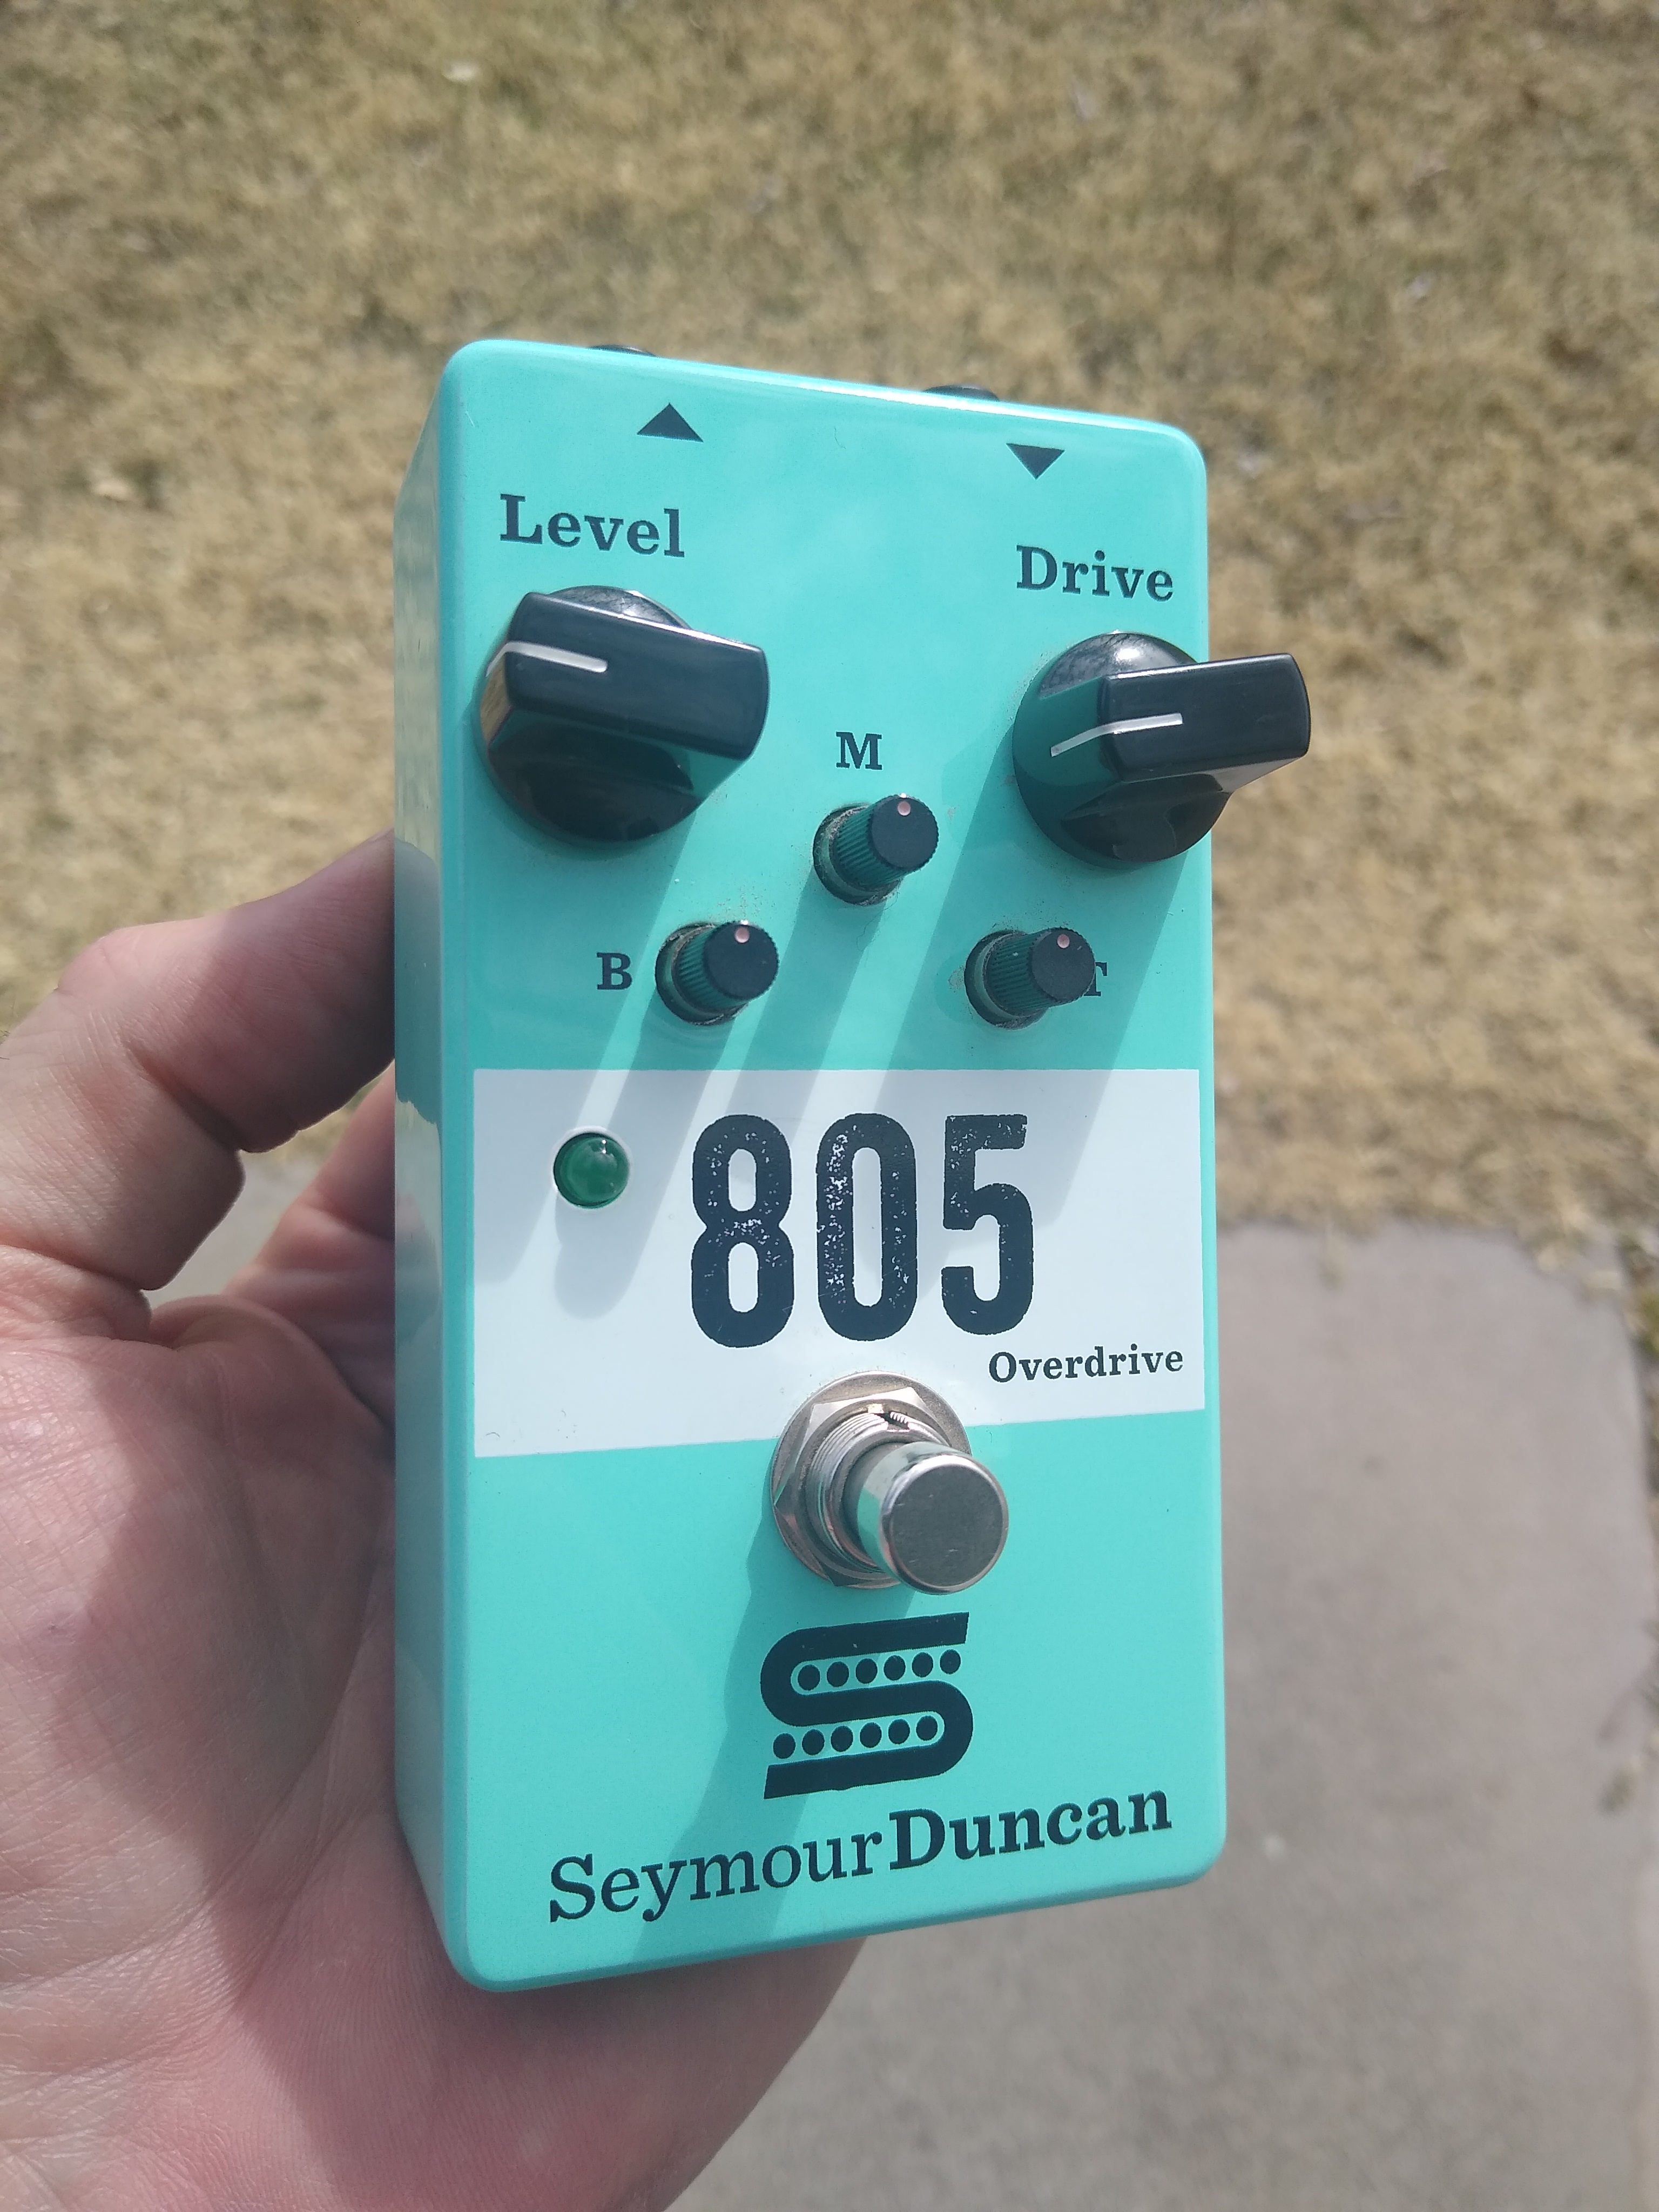 Level
Drive
M
B
T
805
Overdrive
SeymourDuncan